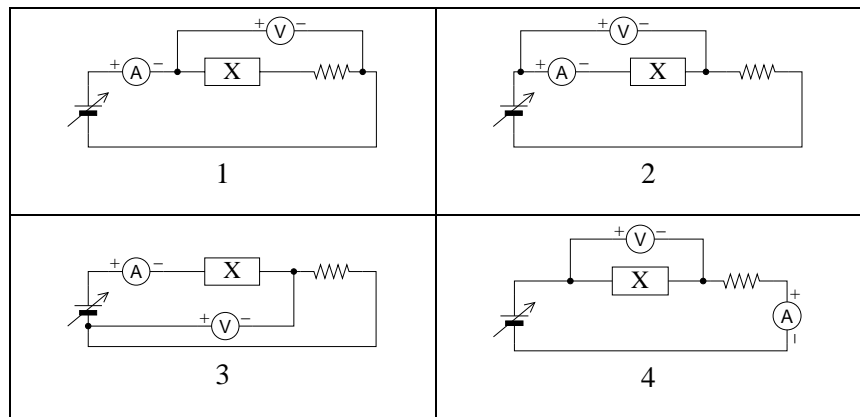 + V −
+ A − X
1
+ V −
+ A − X
2
+ A − X
+ V −
3
+ V −
X
+
A
−
4